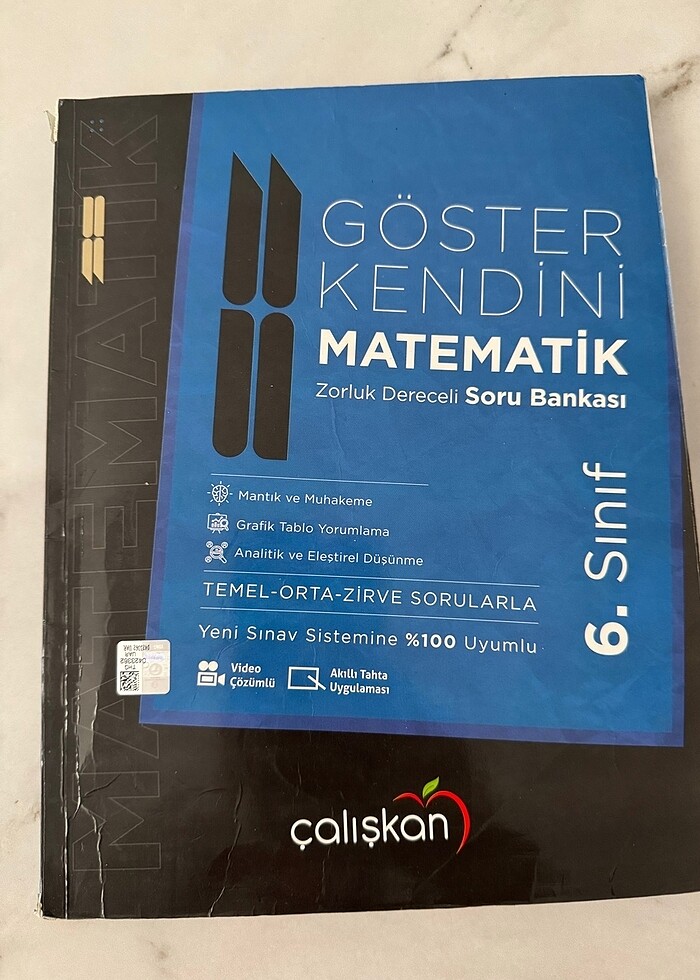 MATEMATİK
GÖSTER
KENDİNİ
MATEMATİK
Zorluk Dereceli Soru Bankası
6. Sınıf
Mantık ve Muhakeme
Grafik Tablo Yorumlama
Analitik ve Eleştirel Düşünme
TEMEL-ORTA-ZİRVE SORULARLA
Yeni Sınav Sistemine %100 Uyumlu
Video
Çözümlü
Akıllı Tahta
Uygulaması
çalışkan